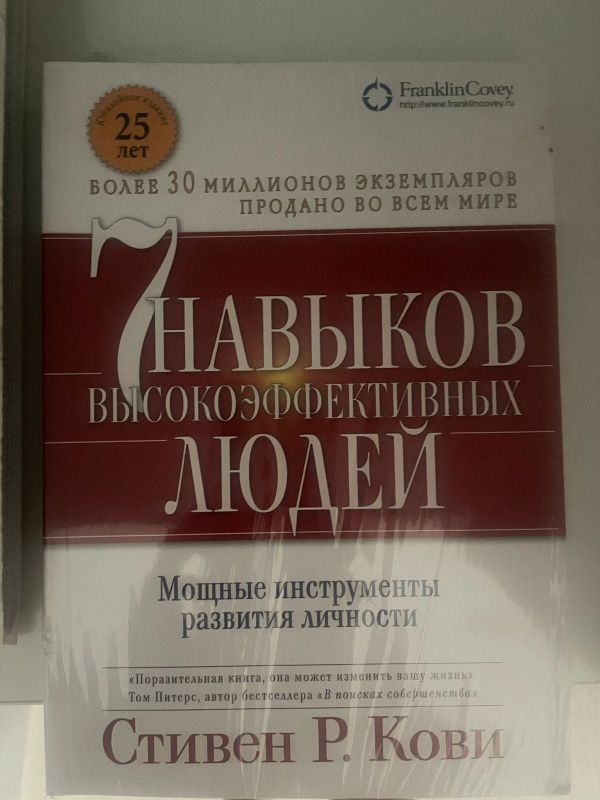 FranklinCovey
http://www.franklincovey.ru
Юбилейное издание
25
лет
БОЛЕЕ 30 МИЛЛИОНОВ ЭКЗЕМПЛЯРОВ
ПРОДАНО ВО ВСЕМ МИРЕ
7 НАВЫКОВ
ВЫСОКОЭФФЕКТИВНЫХ
ЛЮДЕЙ
Мощные инструменты
развития личности
«Поразительная книга, она может изменить вашу жизнь».
Том Питерс, автор бестселлера «В поисках совершенства»
Стивен Р. Кови